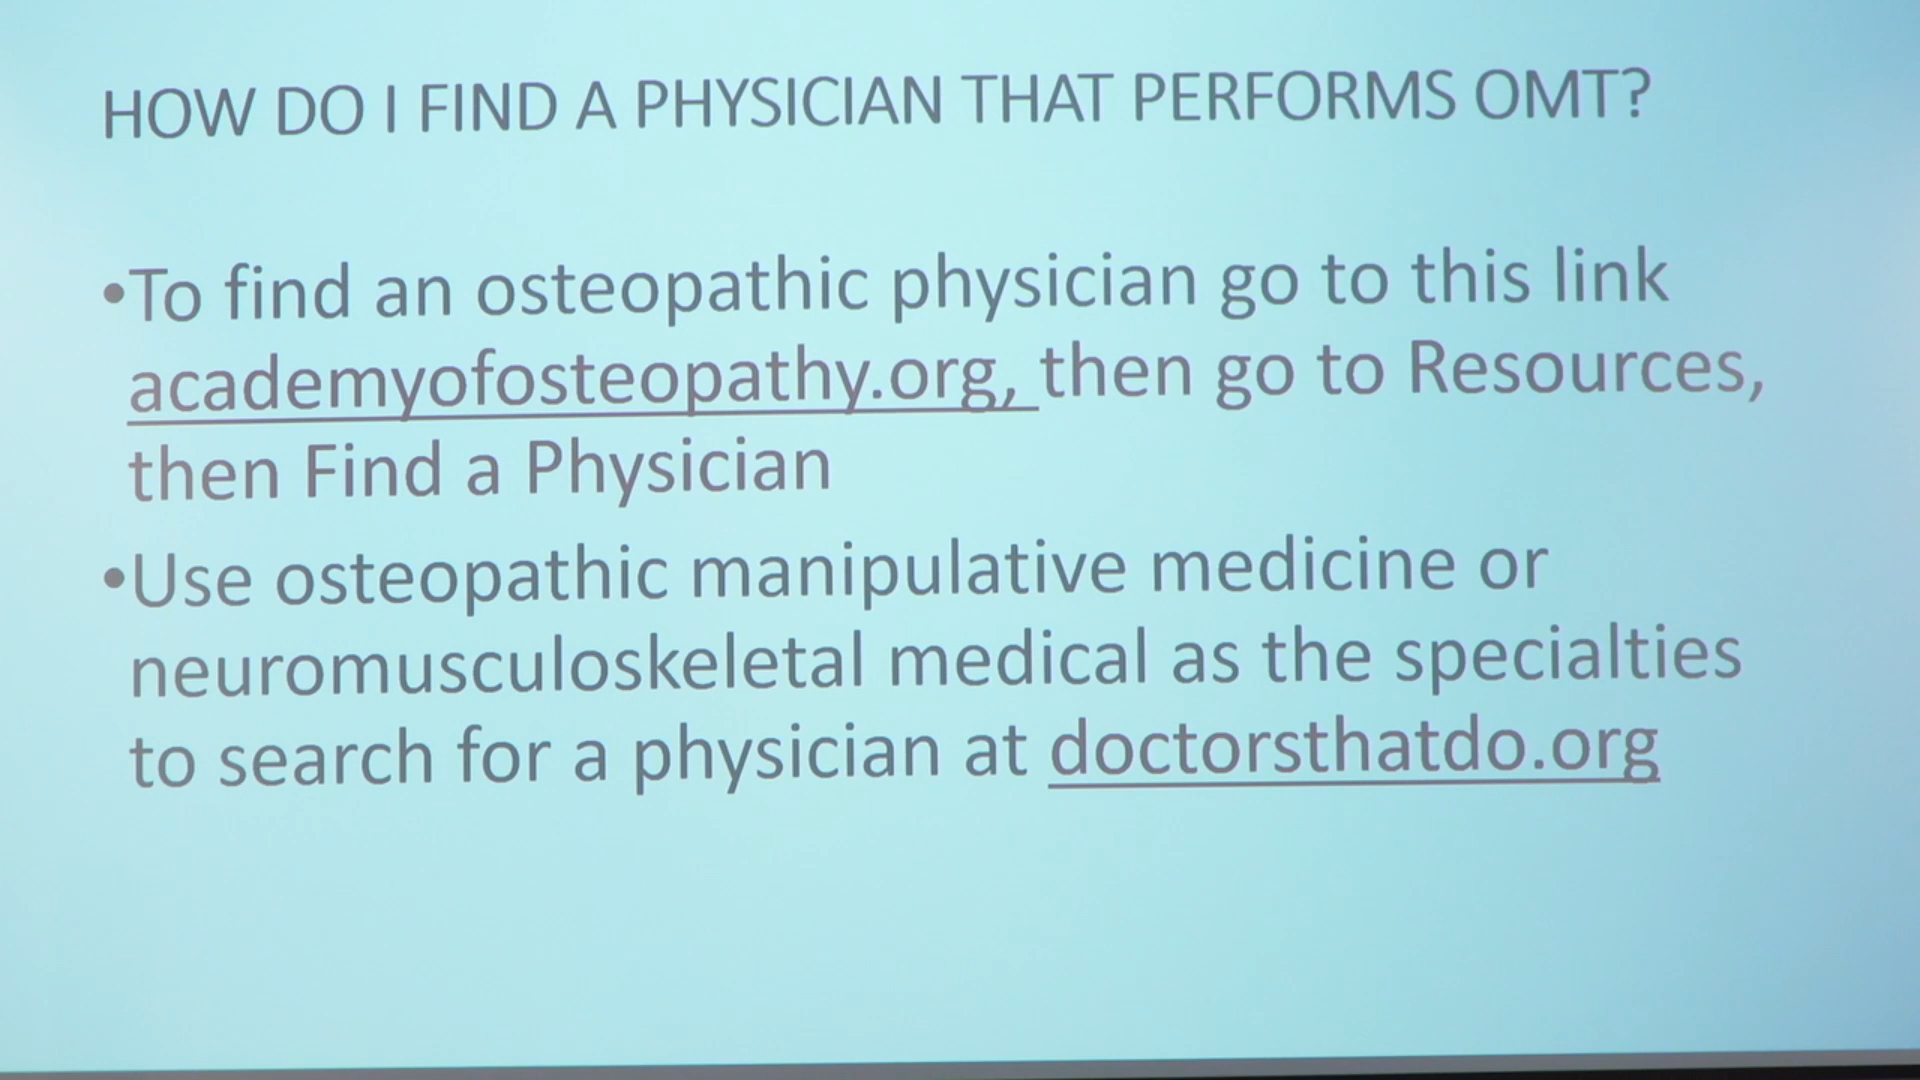 HOW DO I FIND A PHYSICIAN THAT PERFORMS OMT?
•To find an osteopathic physician go to this link
academyofosteopathy.org, then go to Resources,
then Find a Physician
•Use osteopathic manipulative medicine or
neuromusculoskeletal medical as the specialties
to search for a physician at doctorsthatdo.org